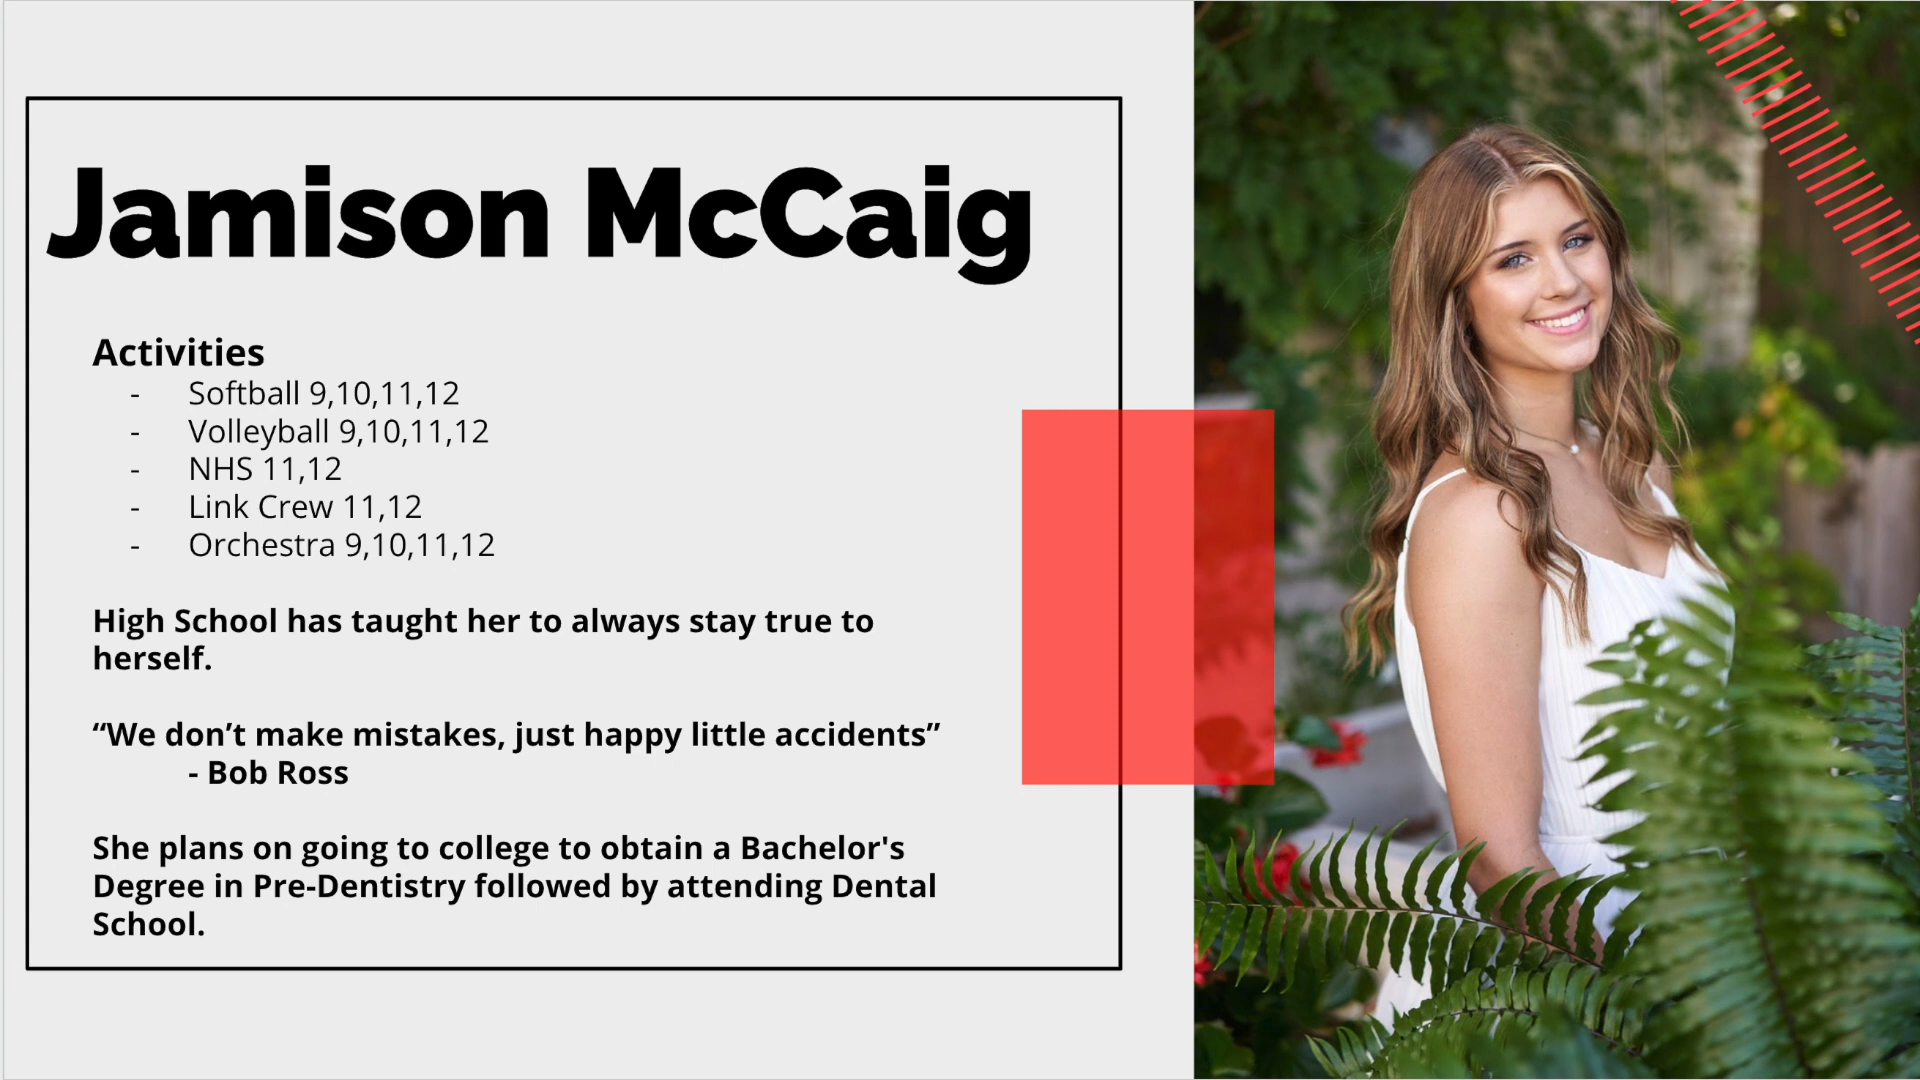 Jamison McCaig
Activities
- Softball 9,10,11,12
- Volleyball 9,10,11,12
- NHS 11,12
- Link Crew 11,12
- Orchestra 9,10,11,12
High School has taught her to always stay true to
herself.
“We don’t make mistakes, just happy little accidents”
- Bob Ross
She plans on going to college to obtain a Bachelor's
Degree in Pre-Dentistry followed by attending Dental
School.